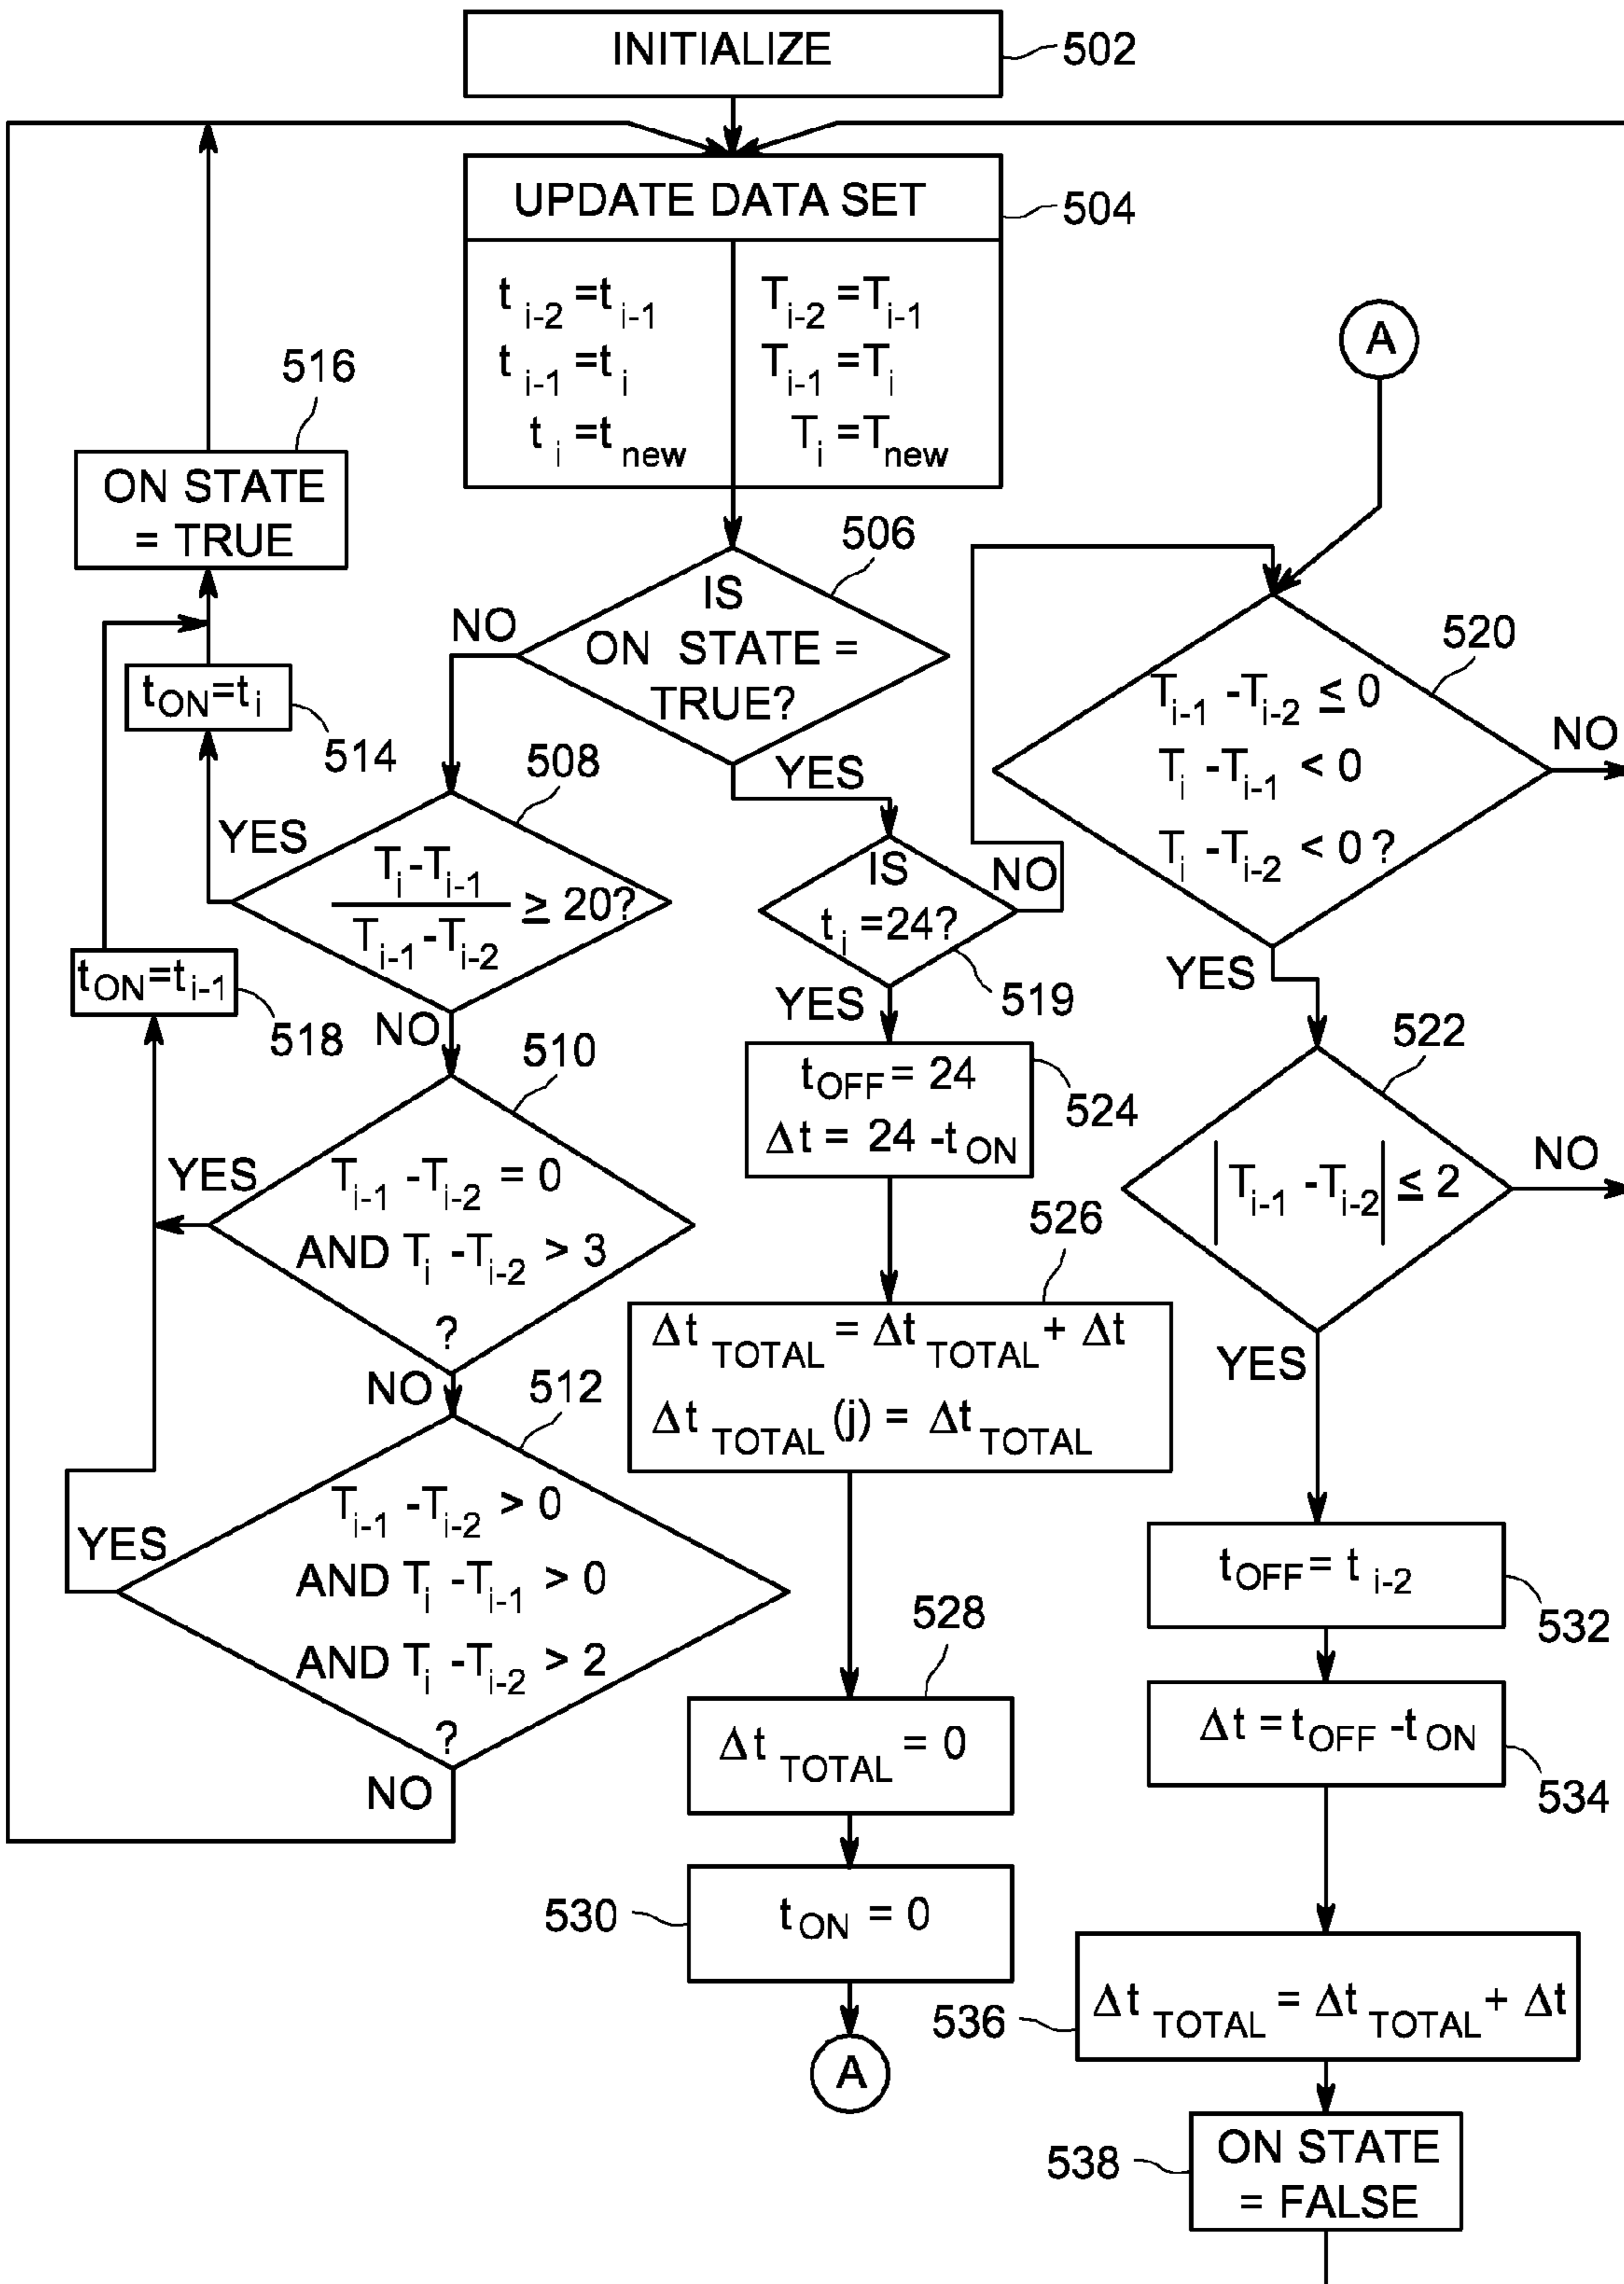 INITIALIZE
502
UPDATE DATA SET
504
t i-2 =t i-1
t i-1 =t i
t i =t new
T i-2 =T i-1
T i-1 =T i
T i =T new
506
IS
ON STATE =
TRUE?
NO
YES
508
T i -T i-1
T i-1 -T i-2
≥ 20?
YES
NO
514
t ON =t i
516
ON STATE
= TRUE
518
t ON =t i-1
510
T i-1 -T i-2 = 0
AND T i -T i-2 > 3
?
YES
NO
512
T i-1 -T i-2 > 0
AND T i -T i-1 > 0
AND T i -T i-2 > 2
?
YES
NO
IS
t i =24?
519
NO
YES
t OFF = 24
Δt = 24 -t ON
524
526
Δt TOTAL = Δt TOTAL + Δt
Δt TOTAL (j) = Δt TOTAL
528
Δt TOTAL = 0
530
t ON = 0
A
A
520
T i-1 -T i-2 ≤ 0
T i -T i-1 < 0
T i -T i-2 < 0 ?
NO
YES
522
|T i-1 -T i-2| ≤ 2
NO
YES
t OFF = t i-2
532
Δt = t OFF -t ON
534
536
Δt TOTAL = Δt TOTAL + Δt
538
ON STATE
= FALSE